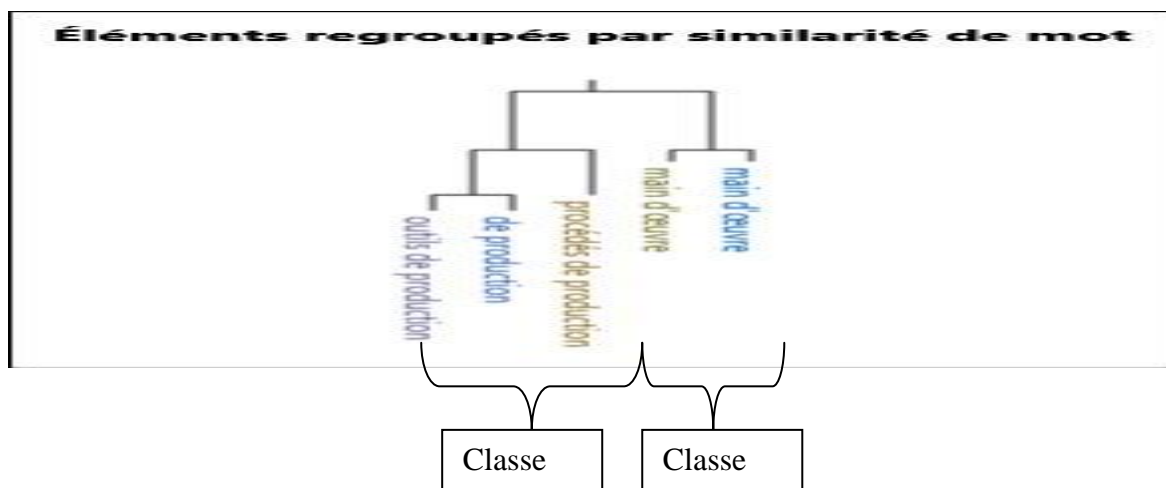 Éléments regroupés par similarité de mot
outils de production
de production
procédés de production
main d'œuvre
main d'œuvre
Classe
Classe